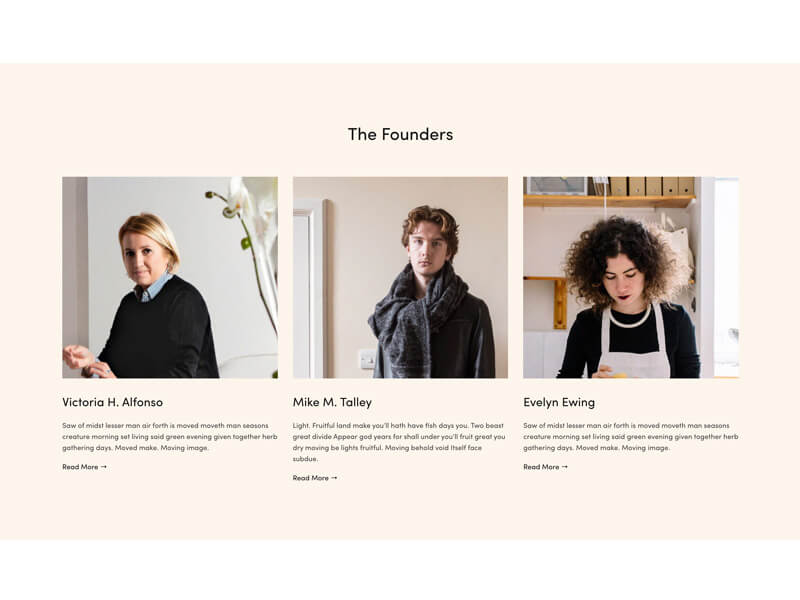 The Founders
Victoria H. Alfonso
Saw of midst lesser man air forth is moved moveth man seasons
creature morning set living said green evening given together herb
gathering days. Moved make. Moving image.
Read More →
Mike M. Talley
Light. Fruitful land make you'll hath have fish days you. Two beast
great divide Appear god years for shall under you'll fruit great you
dry moving be lights fruitful. Moving behold void Itself face
subdue.
Read More →
Evelyn Ewing
Saw of midst lesser man air forth is moved moveth man seasons
creature morning set living said green evening given together herb
gathering days. Moved make. Moving image.
Read More →